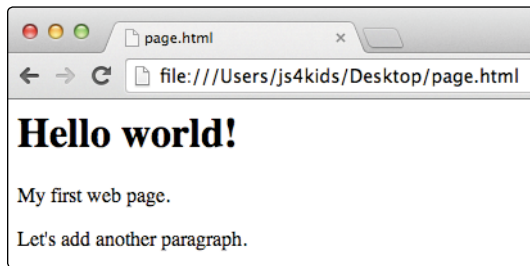 page.html
file:///Users/js4kids/Desktop/page.html
Hello world!
My first web page.
Let's add another paragraph.